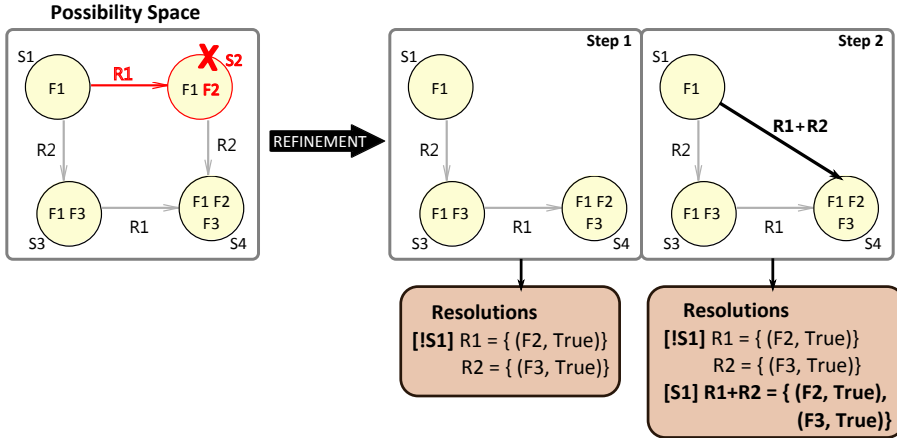 Possibility Space
S1
X
S2
R1
F1
F1 F2
R2
R2
F1 F3
R1
F1 F2
F3
S3
S4
REFINEMENT
Step 1
S1
F1
R2
F1 F3
R1
F1 F2
F3
S3
S4
Step 2
S1
F1
R1+R2
R2
F1 F3
R1
F1 F2
F3
S3
S4
Resolutions
[!S1] R1 = { (F2, True)}
R2 = { (F3, True)}
Resolutions
[!S1] R1 = { (F2, True)}
R2 = { (F3, True)}
[S1] R1+R2 = { (F2, True),
(F3, True)}